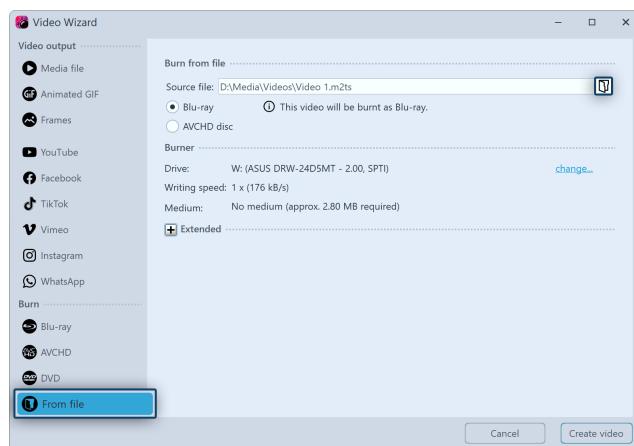 Video Wizard
Video output
Media file
Animated GIF
Frames
YouTube
Facebook
TikTok
Vimeo
Instagram
WhatsApp
Burn
Blu-ray
AVCHD
DVD
From file
Burn from file
Source file: D:\Media\Videos\Video 1.m2ts
Blu-ray This video will be burnt as Blu-ray.
AVCHD disc
Burner
Drive: W: (ASUS DRW-24D5MT - 2.00, SPTI) change...
Writing speed: 1 x (176 kB/s)
Medium: No medium (approx. 2.80 MB required)
Extended
Cancel Create video